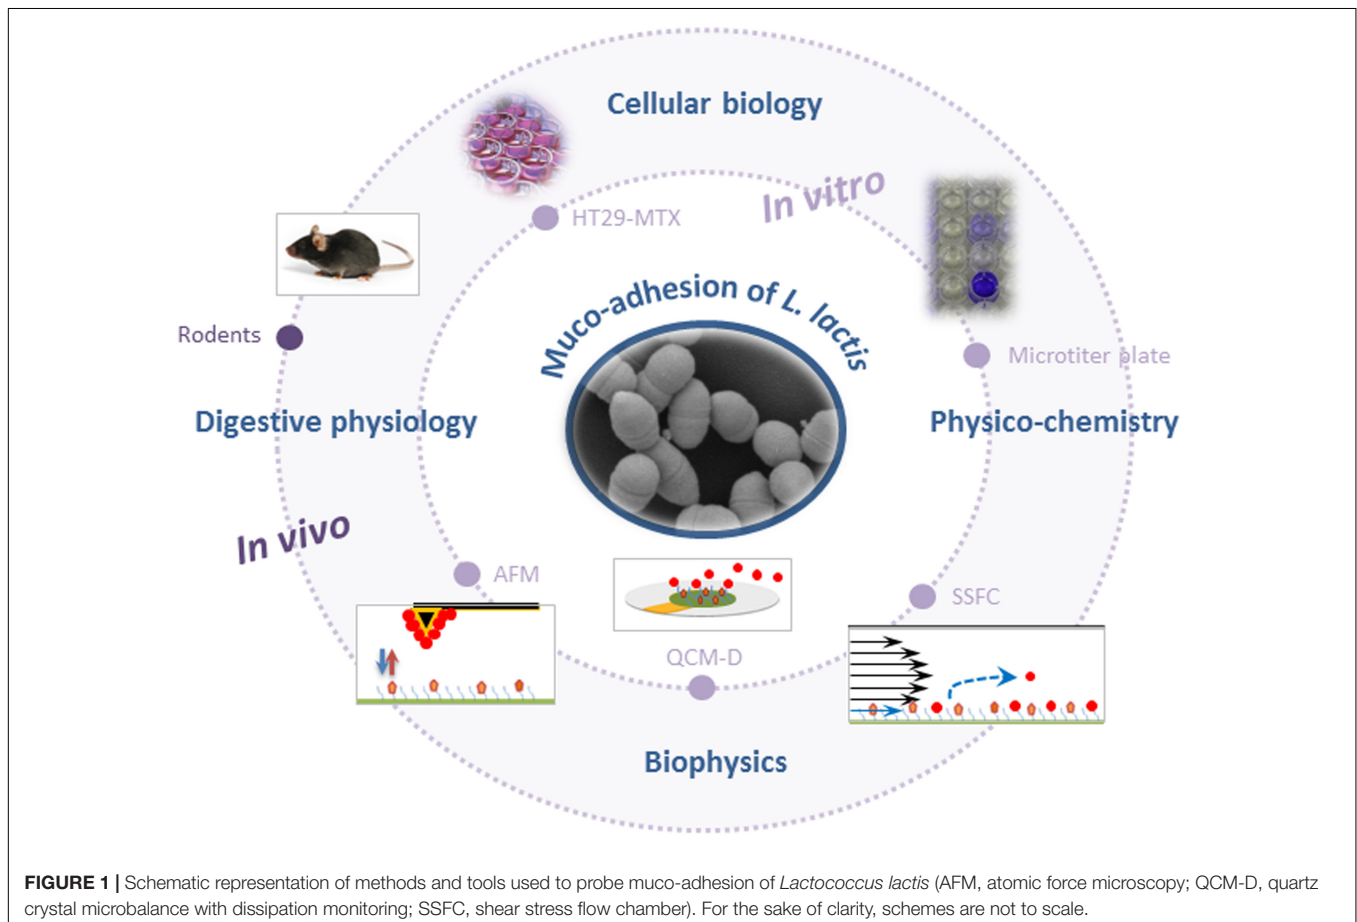 Cellular biology
In vitro
HT29-MTX
Muco-adhesion of L. lactis
Rodents
Microtiter plate
Digestive physiology
Physico-chemistry
In vivo
AFM
SSFC
QCM-D
Biophysics
FIGURE 1 | Schematic representation of methods and tools used to probe muco-adhesion of Lactococcus lactis (AFM, atomic force microscopy; QCM-D, quartz
crystal microbalance with dissipation monitoring; SSFC, shear stress flow chamber). For the sake of clarity, schemes are not to scale.